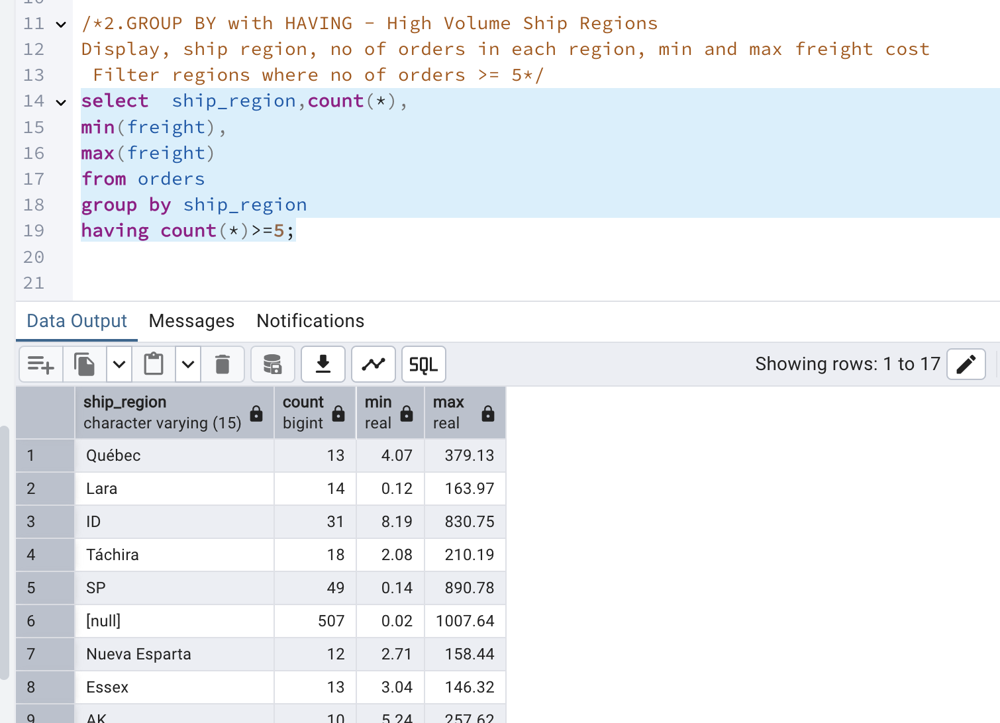 11 /*2.GROUP BY with HAVING - High Volume Ship Regions
12 Display, ship region, no of orders in each region, min and max freight cost
13 Filter regions where no of orders >= 5*/
14 select  ship_region,count(*),
15 min(freight),
16 max(freight)
17 from orders
18 group by ship_region
19 having count(*)>=5;
20
21
Data Output Messages Notifications
SQL Showing rows: 1 to 17
ship_region count min max
character varying (15) bigint real real
1 Québec 13 4.07 379.13
2 Lara 14 0.12 163.97
3 ID 31 8.19 830.75
4 Táchira 18 2.08 210.19
5 SP 49 0.14 890.78
6 [null] 507 0.02 1007.64
7 Nueva Esparta 12 2.71 158.44
8 Essex 13 3.04 146.32
9 AK 10 5.24 257.62